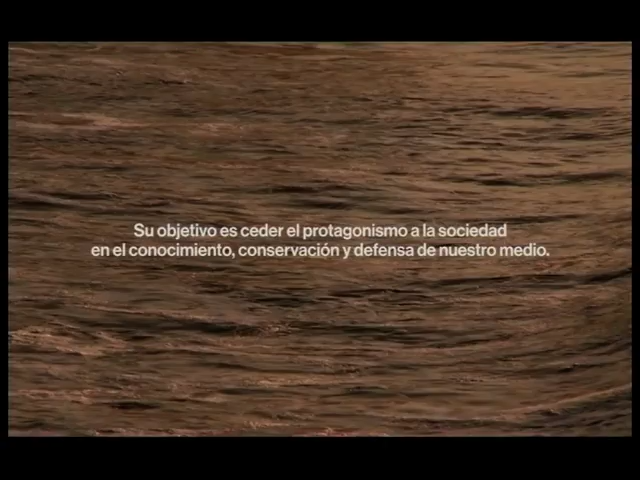 Su objetivo es ceder el protagonismo a la sociedad
en el conocimiento, conservación y defensa de nuestro medio.